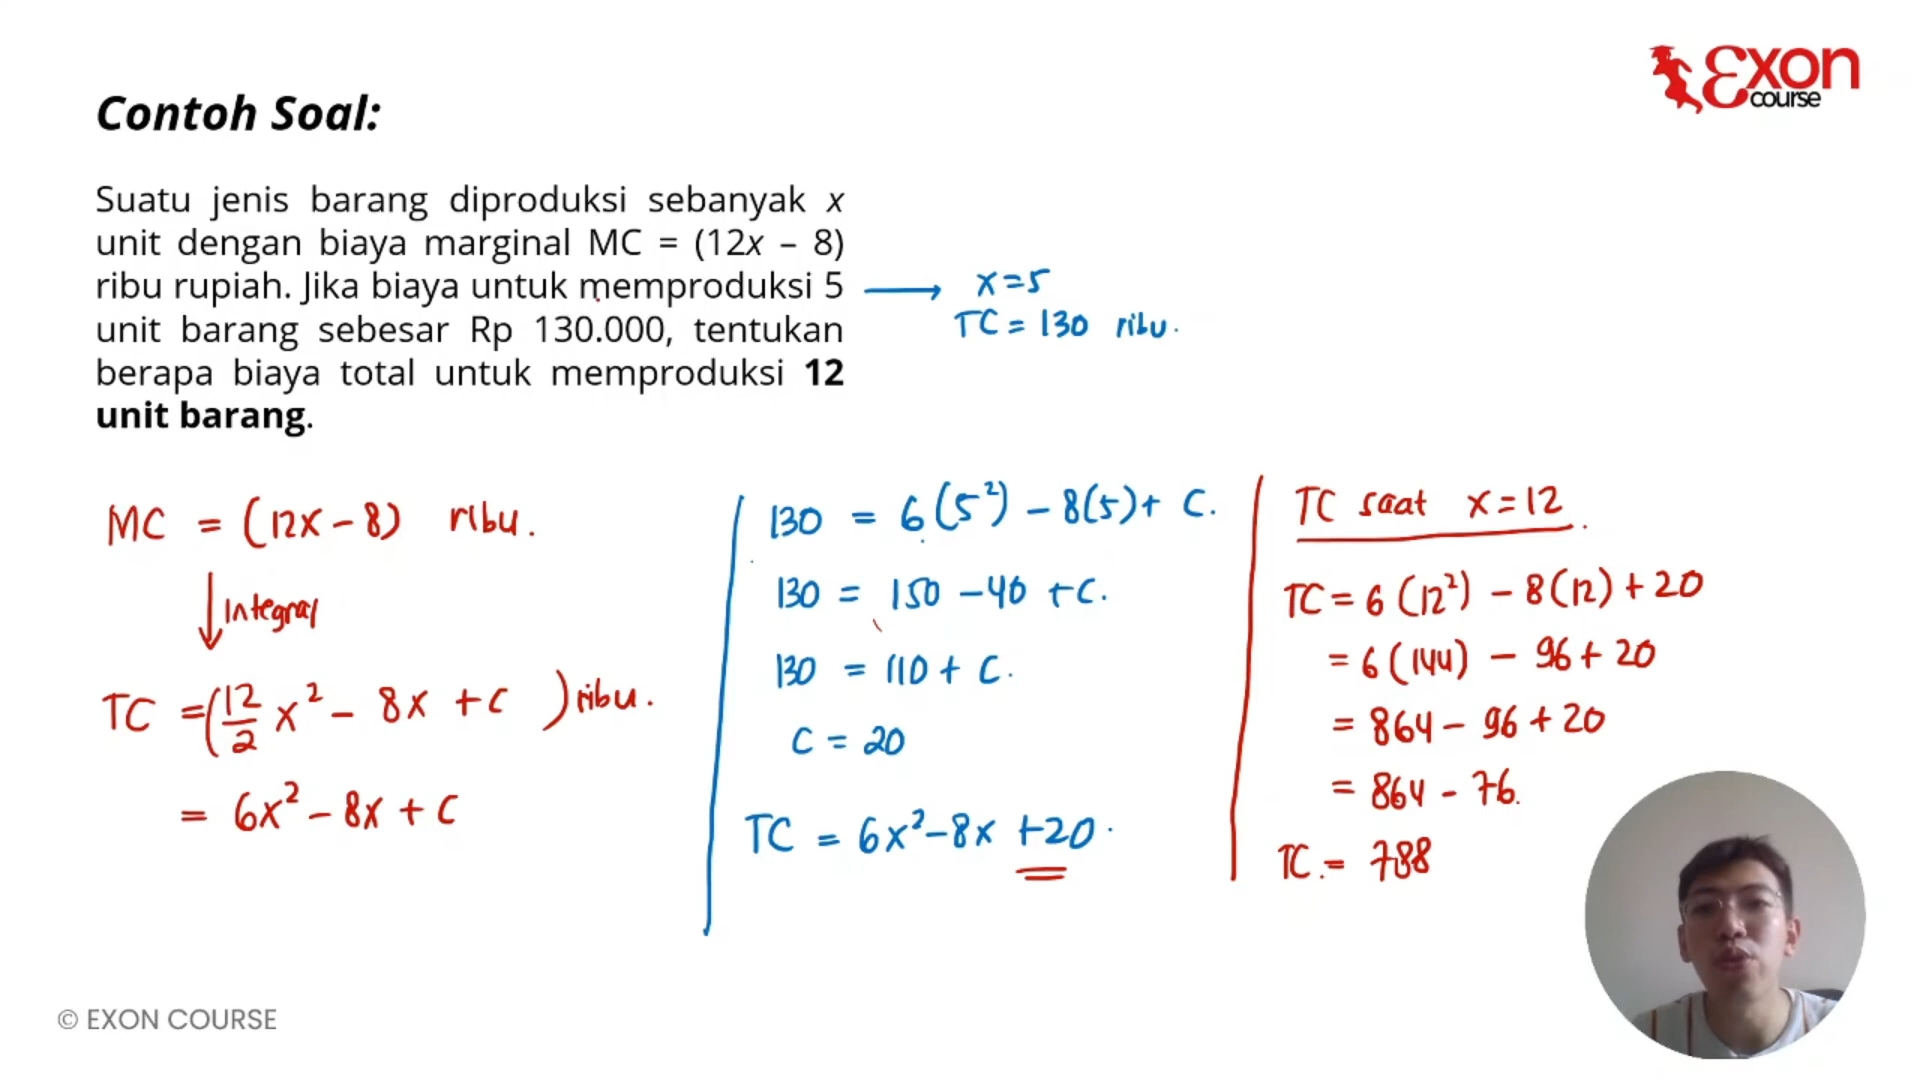 Exon
course
Contoh Soal:
Suatu jenis barang diproduksi sebanyak x
unit dengan biaya marginal MC = (12x – 8)
ribu rupiah. Jika biaya untuk memproduksi 5
unit barang sebesar Rp 130.000, tentukan
berapa biaya total untuk memproduksi 12
unit barang.
x=5
TC = 130 ribu.
MC = (12x – 8) ribu.
Integral
TC = (12/2 x² – 8x + C) ribu.
= 6x² – 8x + C
130 = 6(5²) – 8(5) + C.
130 = 150 – 40 + C.
130 = 110 + C.
C = 20
TC = 6x² – 8x + 20.
TC saat x = 12.
TC = 6(12²) – 8(12) + 20
= 6(144) – 96 + 20
= 864 – 96 + 20
= 864 – 76.
TC = 788
© EXON COURSE